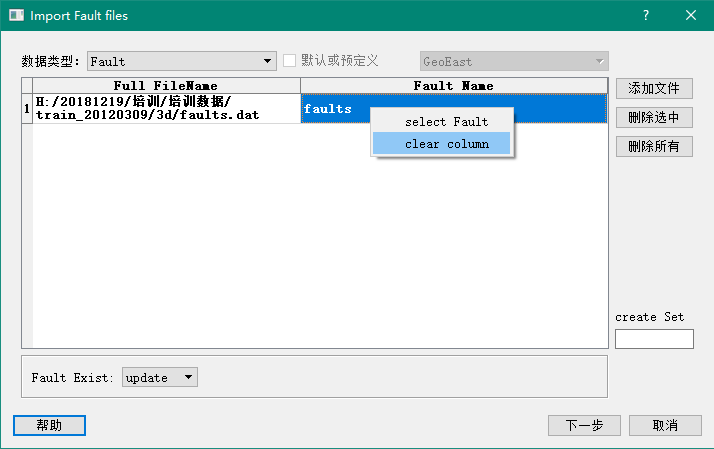 Import Fault files
数据类型: Fault 默认或预定义 GeoEast
Full FileName Fault Name
1 H:/20181219/培训/培训数据/
train_20120309/3d/faults.dat
faults
select Fault
clear column
添加文件
删除选中
删除所有
create Set
Fault Exist: update
帮助 下一步 取消